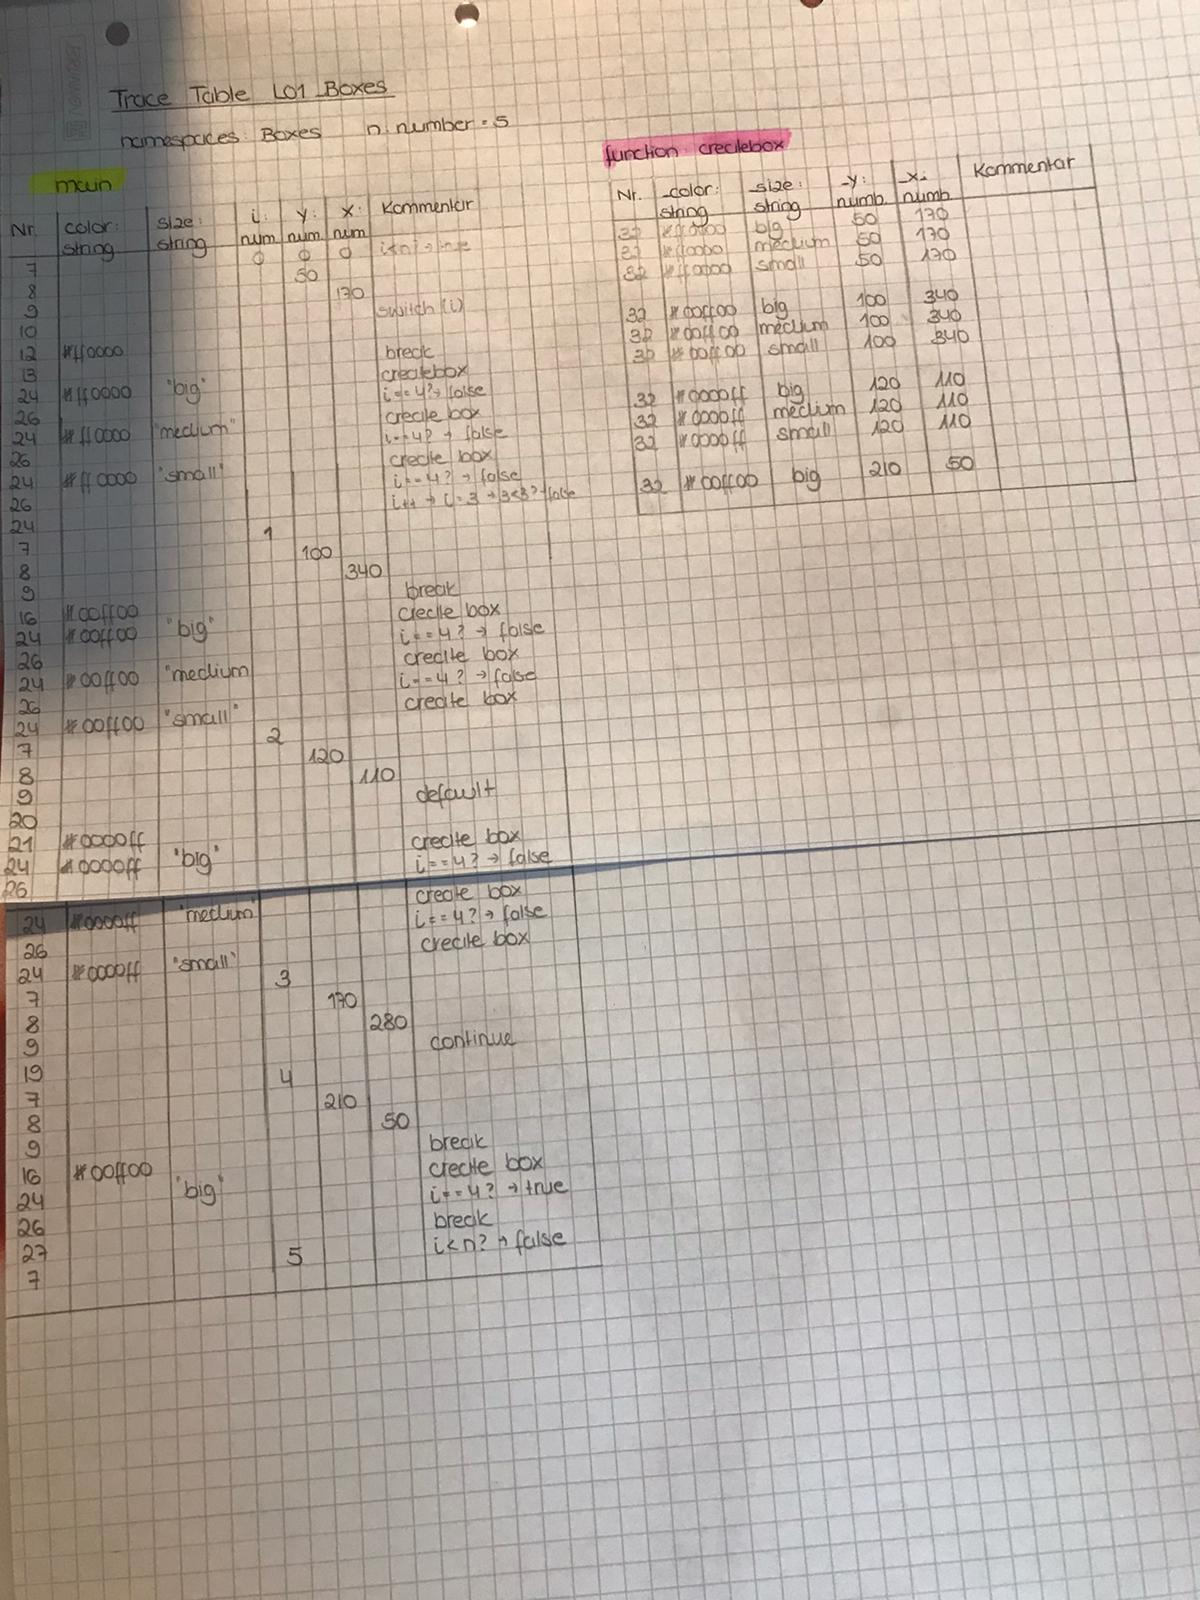 Trace Table L01 Boxes
namespaces: Boxes n: number = 5
main
Nr. color: string size: string i: num y: num x: num Kommentar
0 0 0 i<n? → true
7 50
8 170
9 switch (i)
10
12 #ff0000 break
13 createbox
24 #ff0000 "big" i==4? → false
26 create box
24 #ff0000 "medium" i==4? → false
26 create box
24 #ff0000 "small" i==4? → false
26 i++ → i=3 → 3<3? false
24 1
7 100
8 340
9 break
16 #00ff00 create box
24 #00ff00 "big" i==4? → false
26 create box
24 #00ff00 "medium i==4? → false
26 create box
24 #00ff00 "small"
7 2
8 120
9 110
20 default
21 #0000ff create box
24 #0000ff "big" i==4? → false
26 create box
24 #0000ff "medium" i==4? → false
26 create box
24 #0000ff "small"
7 3
8 170
9 280
19 continue
7 4
8 210
9 50
16 #00ff00 break
24 "big" create box
26 i==4? → true
27 break
7 5 i<n? → false
function createbox
Nr. _color: string _size: string _y: numb _x: numb Kommentar
32 #ff0000 big 50 170
32 #ff0000 medium 50 170
32 #ff0000 small 50 170
32 #00ff00 big 100 340
32 #00ff00 medium 100 340
32 #00ff00 small 100 340
32 #0000ff big 120 110
32 #0000ff medium 120 110
32 #0000ff small 120 110
32 #00ff00 big 210 50